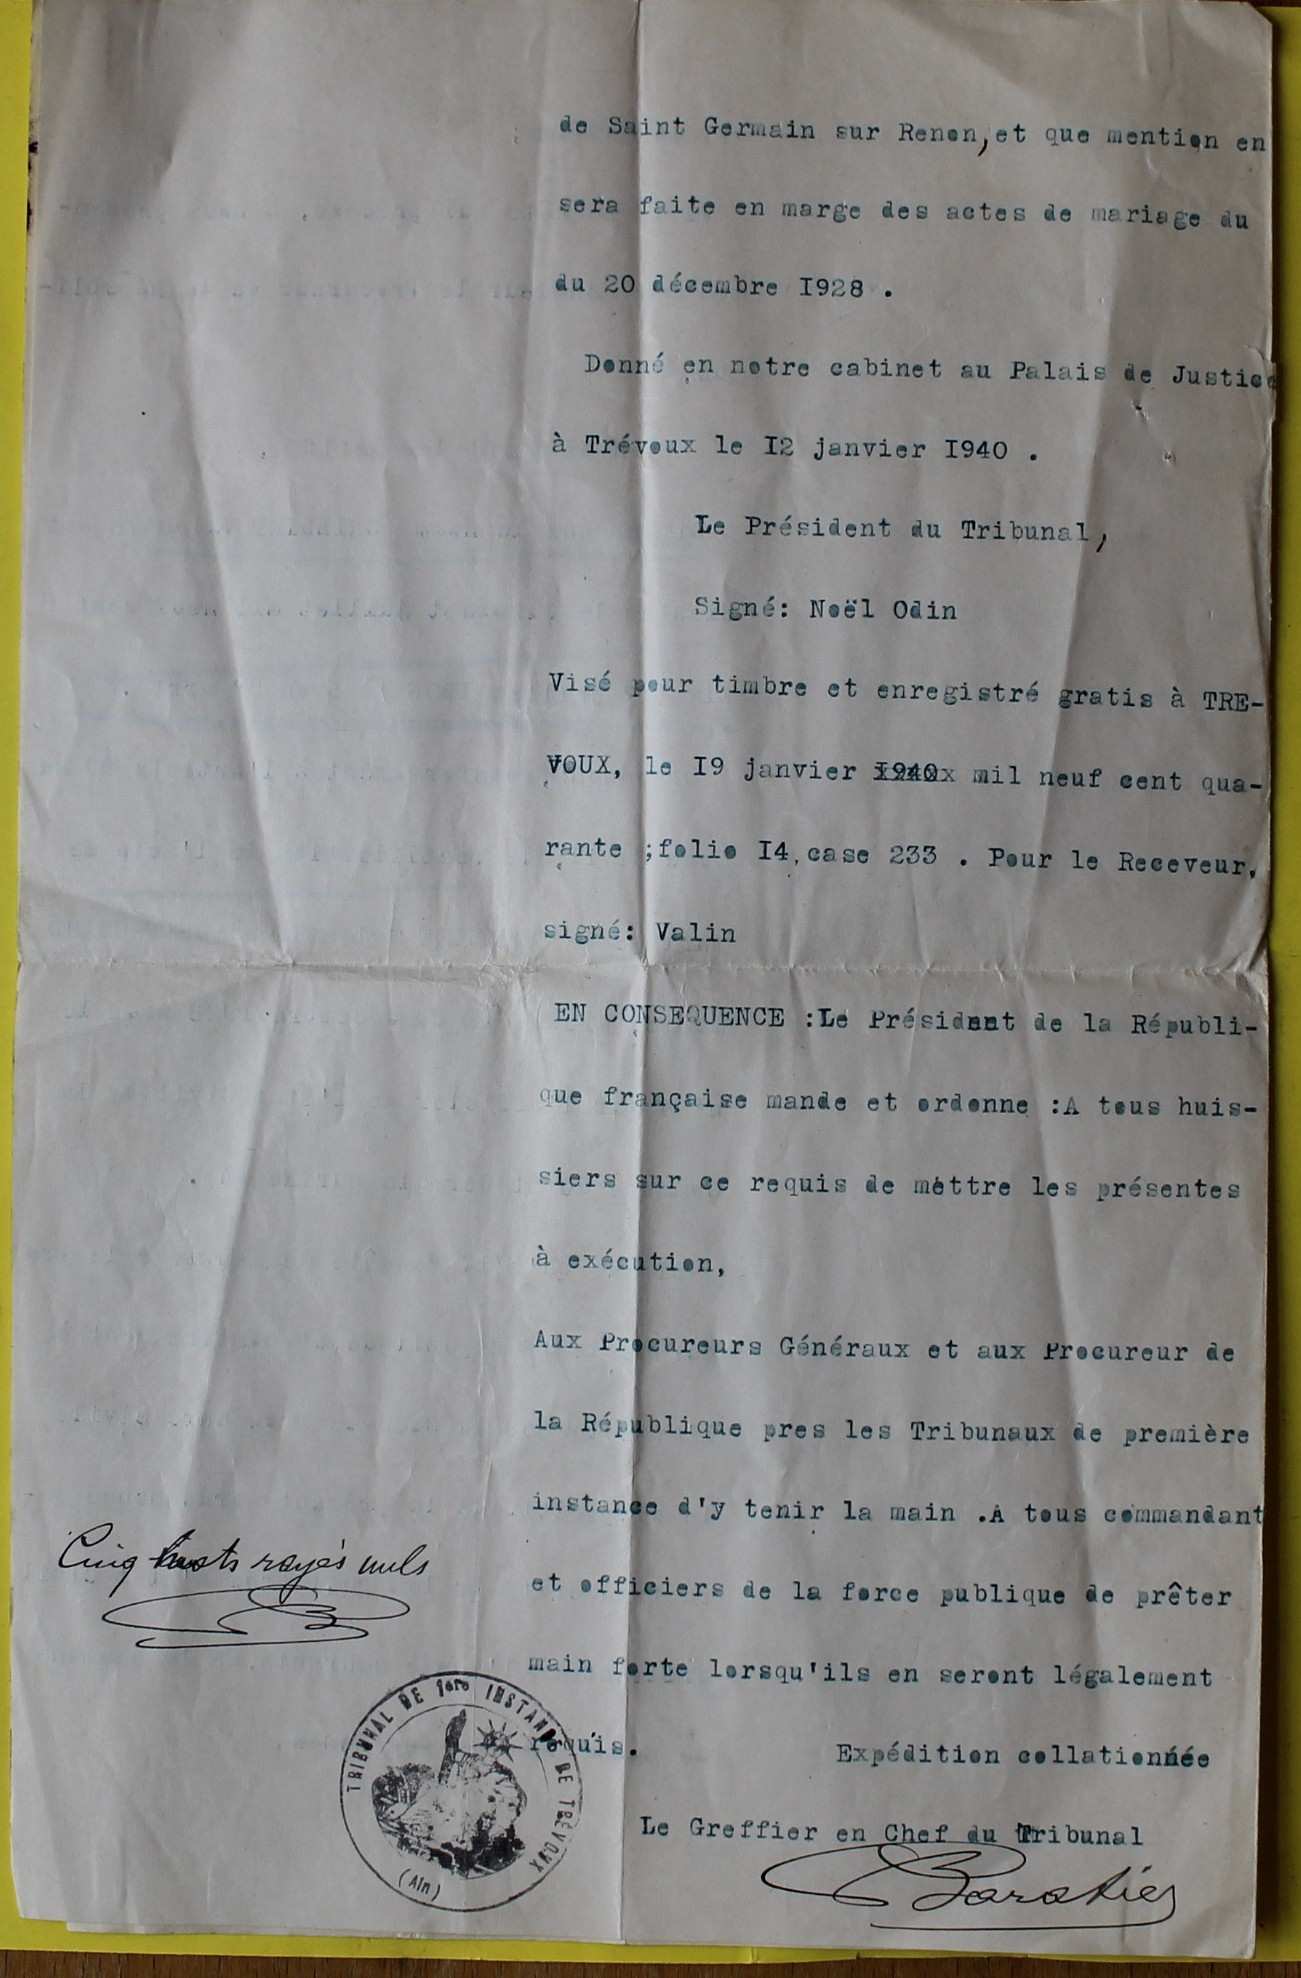 de Saint Germain sur Renon, et que mention en
sera faite en marge des actes de mariage du
du 20 décembre I928 .
Donné en notre cabinet au Palais de Justice
à Trévoux le I2 janvier I940 .
Le Président du Tribunal,
Signé: Noël Odin
Visé pour timbre et enregistré gratis à TRE-
VOUX, le I9 janvier I940x mil neuf cent qua-
rante ;folio I4,case 233 . Pour le Receveur,
signé: Valin
EN CONSEQUENCE :Le Président de la Républi-
que française mande et ordonne :A tous huis-
siers sur ce requis de mettre les présentes
à exécution,
Aux Procureurs Généraux et aux Procureur de
la République pres les Tribunaux de première
instance d'y tenir la main .A tous commandant
et officiers de la force publique de prêter
main forte lorsqu'ils en seront légalement
requis.
Expédition collationnée
Le Greffier en Chef du Tribunal
Cinq mots rayés nuls
TRIBUNAL DE 1ère INSTANCE DE TRÉVOUX
(Ain)